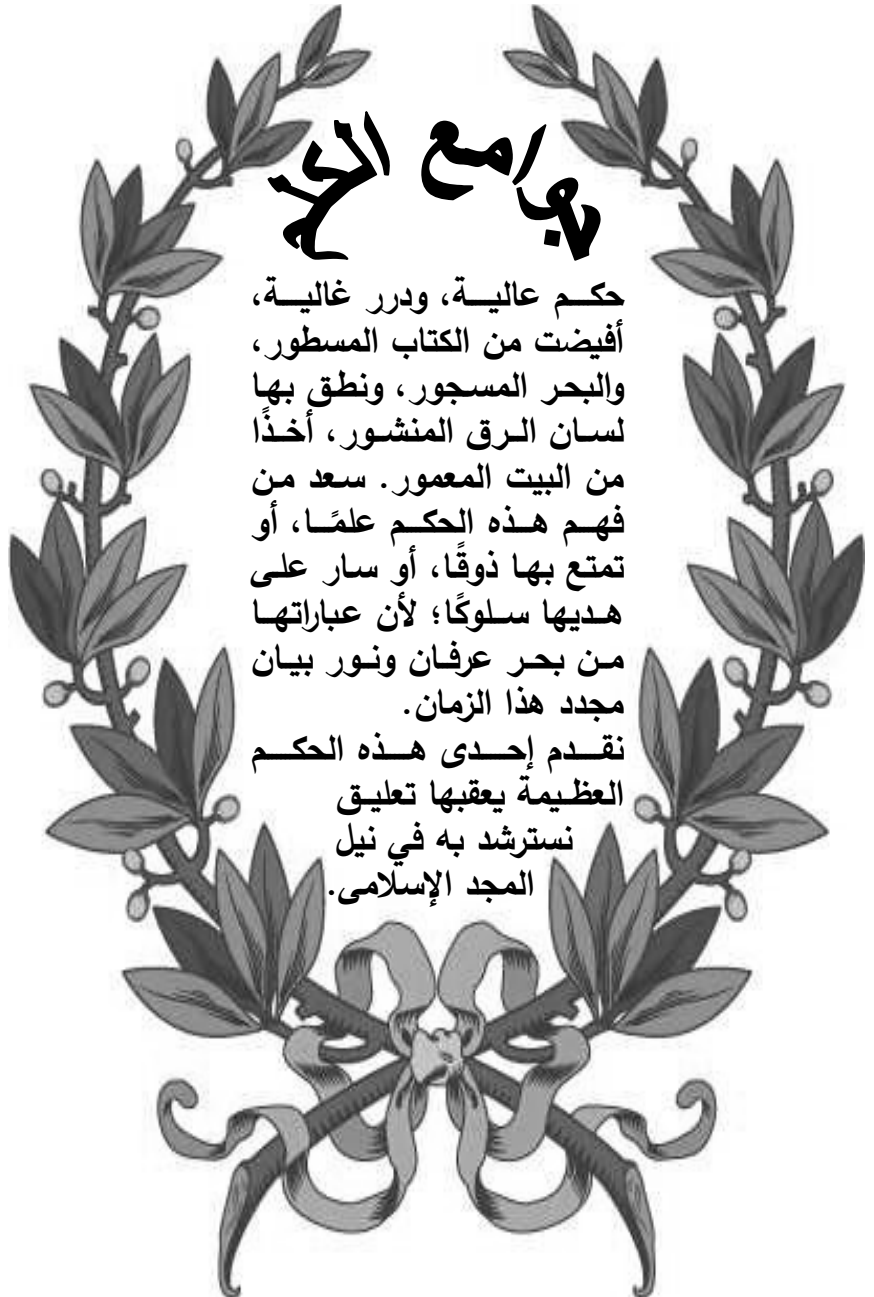 جوامع الكلم
حكم عالية، ودرر غالية،
أفيضت من الكتاب المسطور،
والبحر المسجور، ونطق بها
لسان الرق المنشور، أخذًا
من البيت المعمور. سعد من
فهم هذه الحكم علمًا، أو
تمتع بها ذوقًا، أو سار على
هديها سلوكًا؛ لأن عباراتها
من بحر عرفان ونور بيان
مجدد هذا الزمان.
نقدم إحدى هذه الحكم
العظيمة يعقبها تعليق
نسترشد به في نيل
المجد الإسلامى.